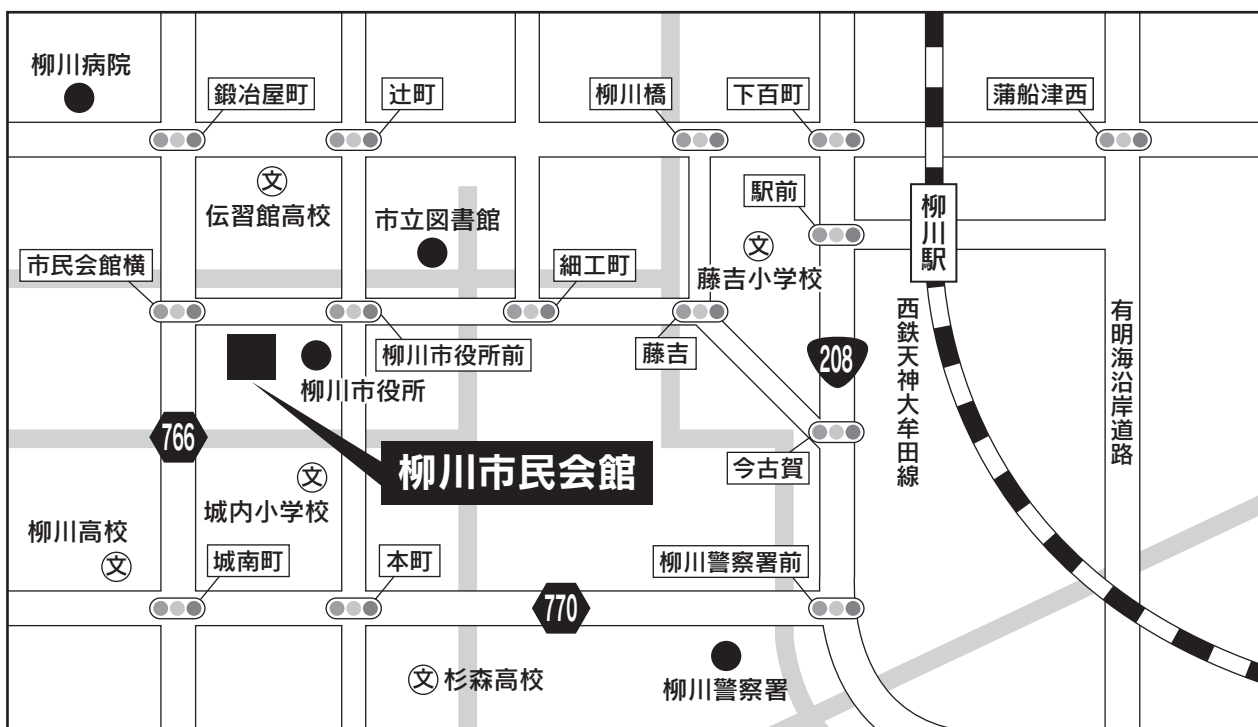 柳川病院
鍛冶屋町
辻町
柳川橋
下百町
蒲船津西
文
伝習館高校
市立図書館
駅前
柳川駅
文
藤吉小学校
市民会館横
細工町
柳川市役所前
藤吉
208
西鉄天神大牟田線
有明海沿岸道路
柳川市役所
766
柳川市民会館
今古賀
文
城内小学校
柳川高校
文
城南町
本町
柳川警察署前
770
文 杉森高校
柳川警察署